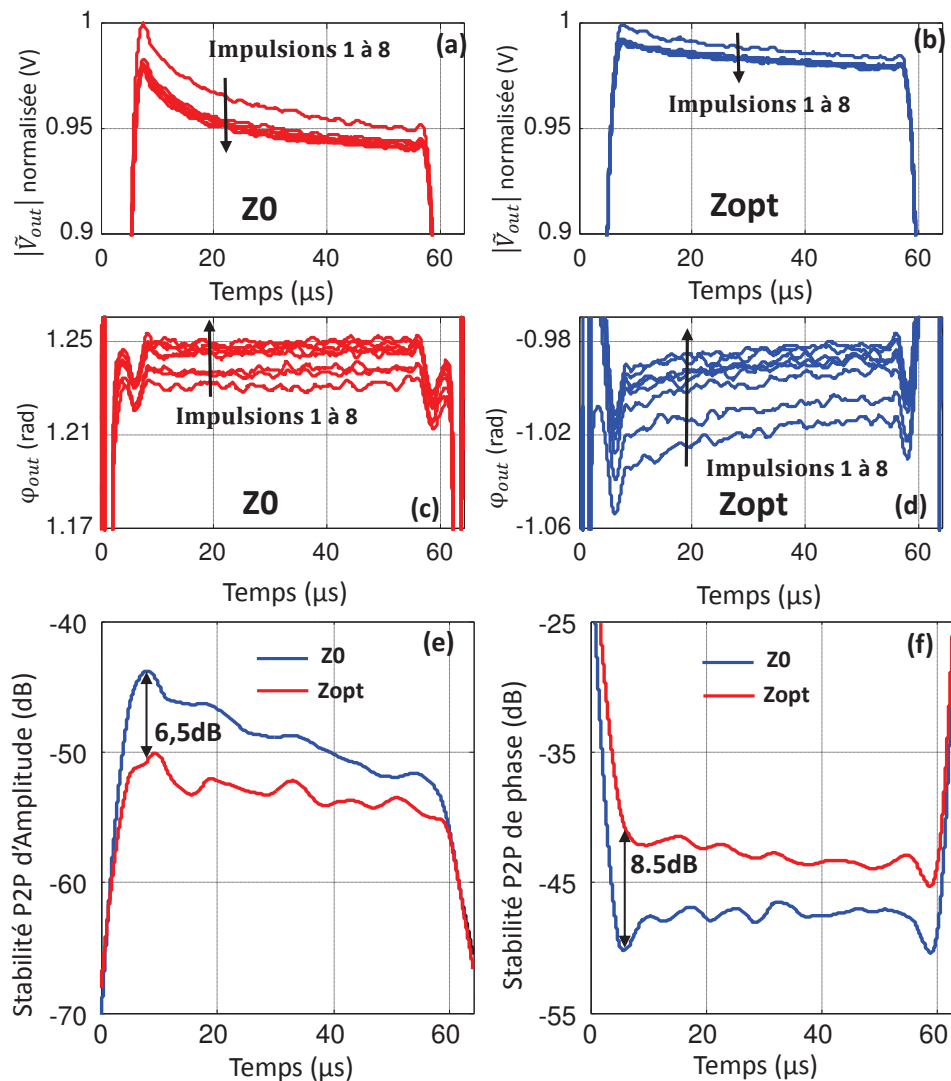 (a)
1
0.95
0.9
|Ṽout| normalisée (V)
Impulsions 1 à 8
Z0
0 20 40 60
Temps (µs)
(b)
1
0.95
0.9
|Ṽout| normalisée (V)
Impulsions 1 à 8
Zopt
0 20 40 60
Temps (µs)
1.25
1.21
1.17
φout (rad)
Impulsions 1 à 8
Z0
(c)
0 20 40 60
Temps (µs)
-0.98
-1.02
-1.06
φout (rad)
Impulsions 1 à 8
Zopt
(d)
0 20 40 60
Temps (µs)
(e)
-40
-50
-60
-70
Stabilité P2P d'Amplitude (dB)
Z0
Zopt
6,5dB
0 20 40 60
Temps (µs)
(f)
-25
-35
-45
-55
Stabilité P2P de phase (dB)
Z0
Zopt
8.5dB
0 20 40 60
Temps (µs)